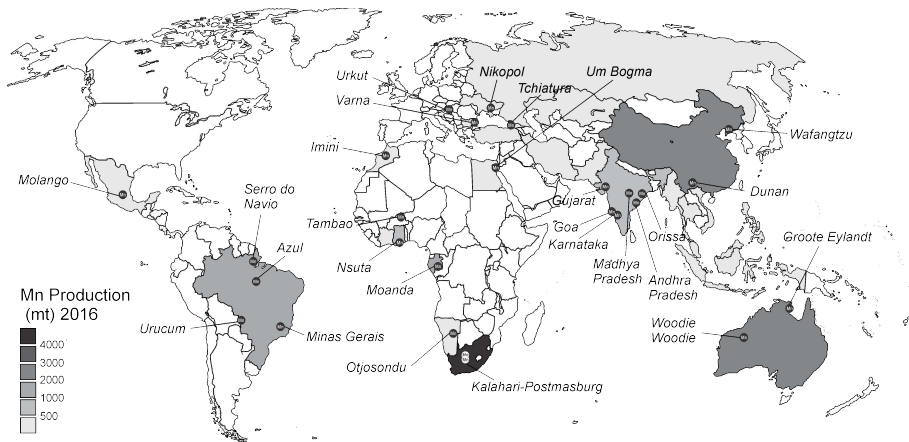 Urkut
Nikopol
Um Bogma
Tchiatura
Varna
Wafangtzu
Imini
Molango
Serro do
Navio
Gujarat
Dunan
Tambao
Goa
Karnataka
Orissa
Groote Eylandt
Azul
Nsuta
Madhya
Pradesh
Andhra
Pradesh
Moanda
Mn Production
(mt) 2016
Urucum
Minas Gerais
Woodie
Woodie
Otjosondu
Kalahari-Postmasburg
4000
3000
2000
1000
500